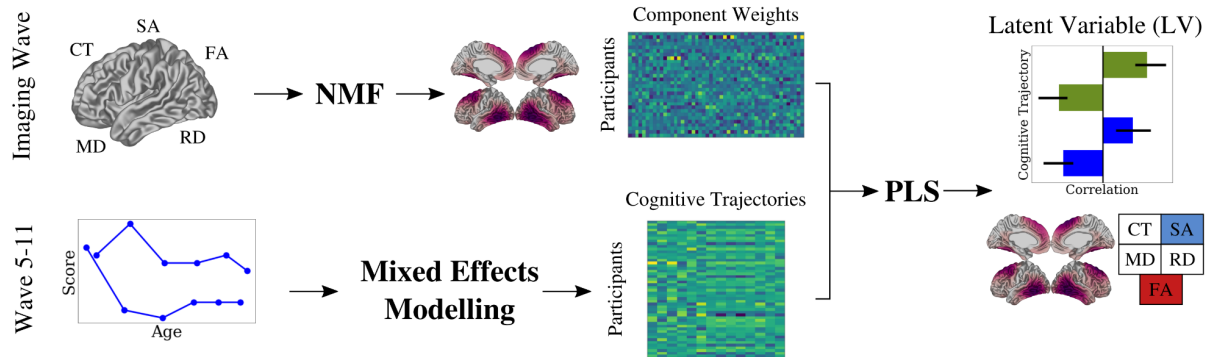 Imaging Wave
CT
SA
FA
MD
RD
NMF
Component Weights
Participants
Wave 5-11
Score
Age
Mixed Effects
Modelling
Cognitive Trajectories
Participants
PLS
Latent Variable (LV)
Cognitive Trajectory
Correlation
CT SA
MD RD
FA